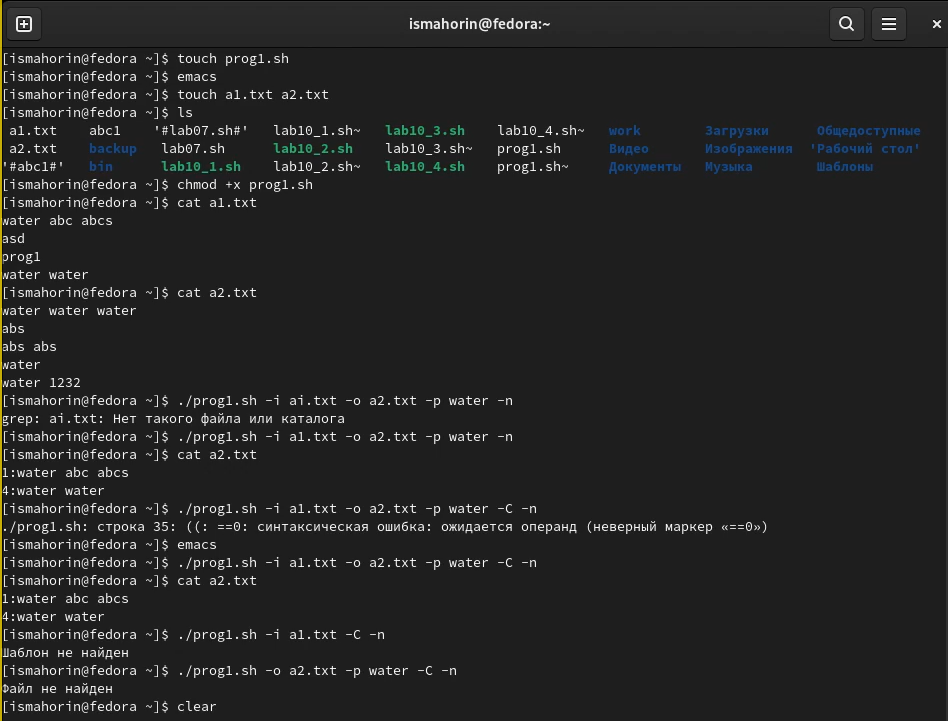 ismahorin@fedora:~
[ismahorin@fedora ~]$ touch prog1.sh
[ismahorin@fedora ~]$ emacs
[ismahorin@fedora ~]$ touch a1.txt a2.txt
[ismahorin@fedora ~]$ ls
a1.txt abc1 '#lab07.sh#' lab10_1.sh~ lab10_3.sh lab10_4.sh~ work Загрузки Общедоступные
a2.txt backup lab07.sh lab10_2.sh lab10_3.sh~ prog1.sh Видео Изображения 'Рабочий стол'
'#abc1#' bin lab10_1.sh lab10_2.sh~ lab10_4.sh prog1.sh~ Документы Музыка Шаблоны
[ismahorin@fedora ~]$ chmod +x prog1.sh
[ismahorin@fedora ~]$ cat a1.txt
water abc abcs
asd
prog1
water water
[ismahorin@fedora ~]$ cat a2.txt
water water water
abs
abs abs
water
water 1232
[ismahorin@fedora ~]$ ./prog1.sh -i ai.txt -o a2.txt -p water -n
grep: ai.txt: Нет такого файла или каталога
[ismahorin@fedora ~]$ ./prog1.sh -i a1.txt -o a2.txt -p water -n
[ismahorin@fedora ~]$ cat a2.txt
1:water abc abcs
4:water water
[ismahorin@fedora ~]$ ./prog1.sh -i a1.txt -o a2.txt -p water -C -n
./prog1.sh: строка 35: ((: ==0: синтаксическая ошибка: ожидается операнд (неверный маркер «==0»)
[ismahorin@fedora ~]$ emacs
[ismahorin@fedora ~]$ ./prog1.sh -i a1.txt -o a2.txt -p water -C -n
[ismahorin@fedora ~]$ cat a2.txt
1:water abc abcs
4:water water
[ismahorin@fedora ~]$ ./prog1.sh -i a1.txt -C -n
Шаблон не найден
[ismahorin@fedora ~]$ ./prog1.sh -o a2.txt -p water -C -n
Файл не найден
[ismahorin@fedora ~]$ clear